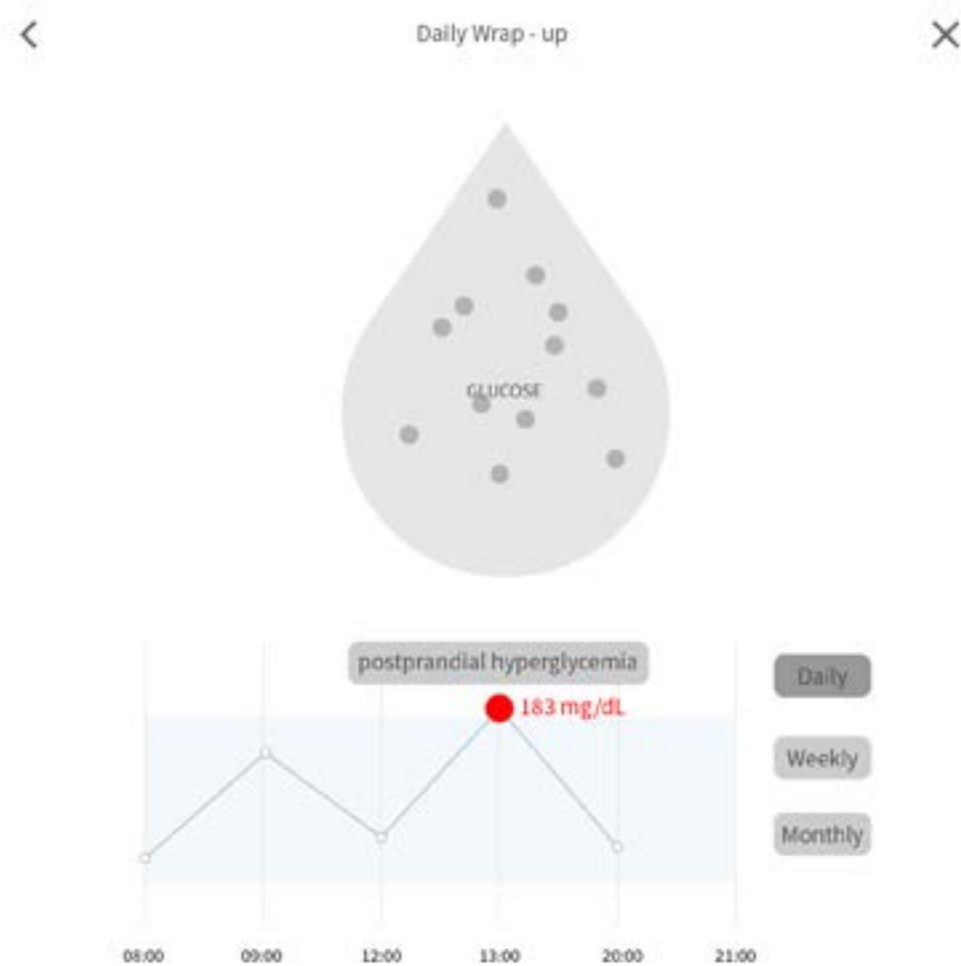 Daily Wrap - up
GLUCOSE
postprandial hyperglycemia
183 mg/dL
Daily
Weekly
Monthly
08:00 09:00 12:00 13:00 20:00 21:00